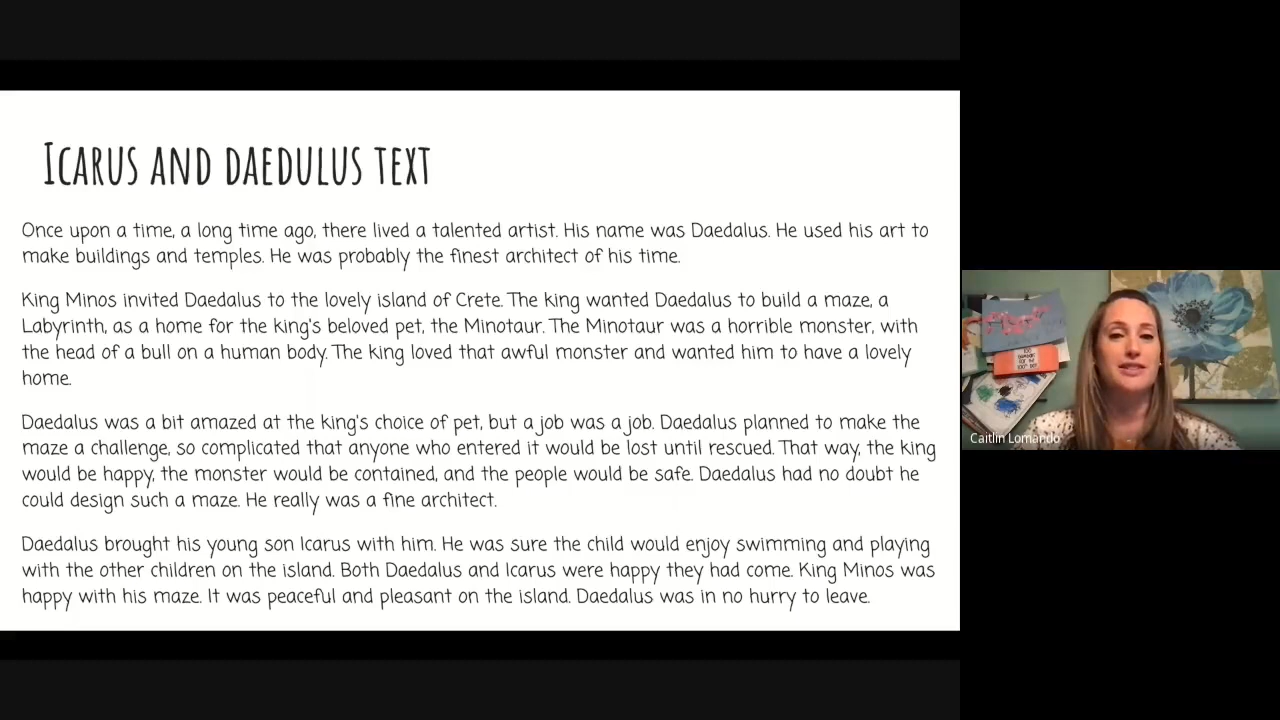 Icarus and daedulus text
Once upon a time, a long time ago, there lived a talented artist. His name was Daedalus. He used his art to
make buildings and temples. He was probably the finest architect of his time.
King Minos invited Daedalus to the lovely island of Crete. The king wanted Daedalus to build a maze, a
Labyrinth, as a home for the king's beloved pet, the Minotaur. The Minotaur was a horrible monster, with
the head of a bull on a human body. The king loved that awful monster and wanted him to have a lovely
home.
Daedalus was a bit amazed at the king's choice of pet, but a job was a job. Daedalus planned to make the
maze a challenge, so complicated that anyone who entered it would be lost until rescued. That way, the king
would be happy, the monster would be contained, and the people would be safe. Daedalus had no doubt he
could design such a maze. He really was a fine architect.
Daedalus brought his young son Icarus with him. He was sure the child would enjoy swimming and playing
with the other children on the island. Both Daedalus and Icarus were happy they had come. King Minos was
happy with his maze. It was peaceful and pleasant on the island. Daedalus was in no hurry to leave.
Caitlin Lomando